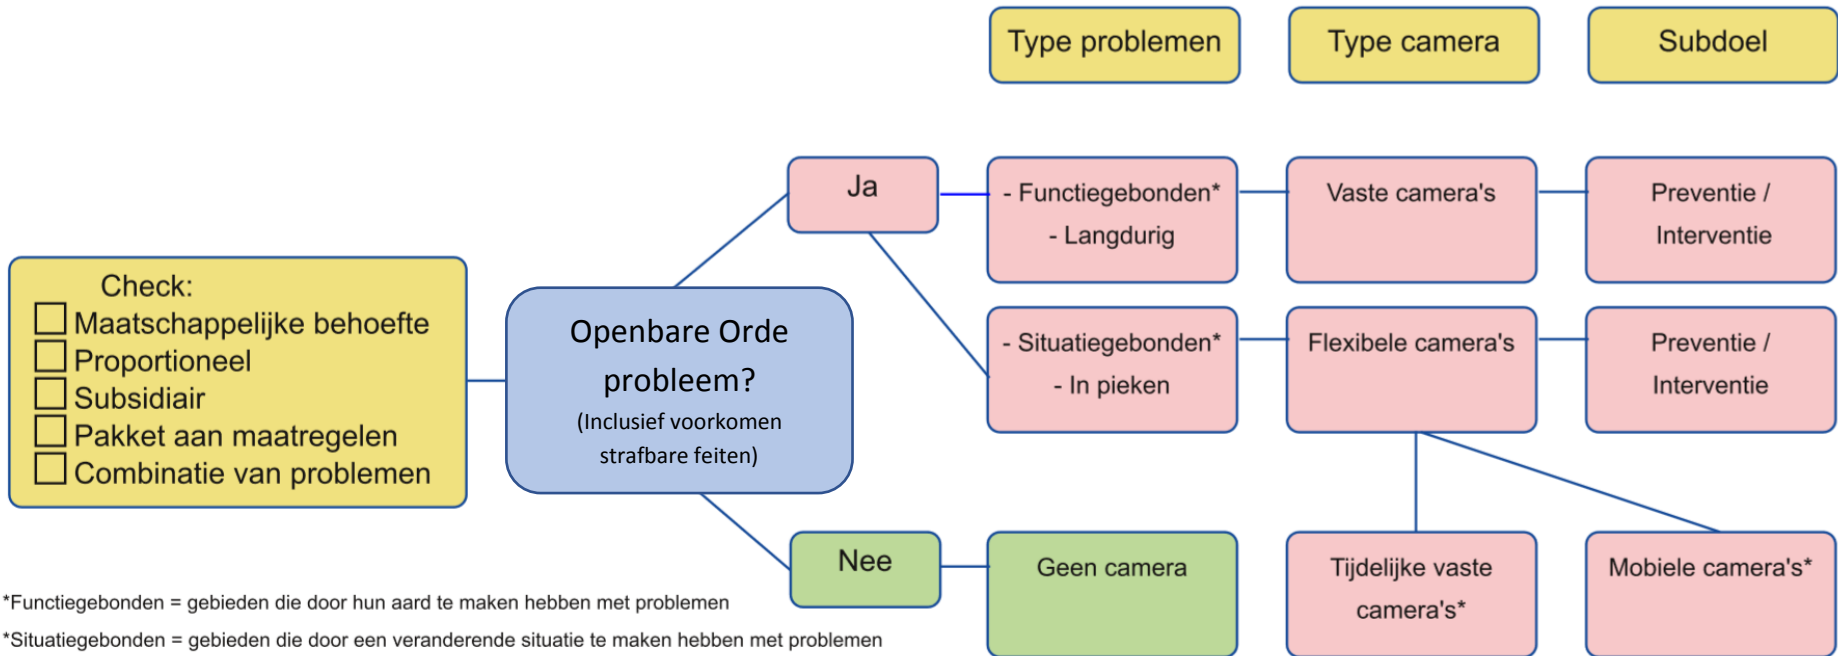 Type problemen
Type camera
Subdoel
Ja
- Functiegebonden*
- Langdurig
Vaste camera's
Preventie /
Interventie
Check:
Maatschappelijke behoefte
Proportioneel
Subsidiair
Pakket aan maatregelen
Combinatie van problemen
Openbare Orde
probleem?
(Inclusief voorkomen
strafbare feiten)
- Situatiegebonden*
- In pieken
Flexibele camera's
Preventie /
Interventie
Nee
Geen camera
Tijdelijke vaste
camera's*
Mobiele camera's*
*Functiegebonden = gebieden die door hun aard te maken hebben met problemen
*Situatiegebonden = gebieden die door een veranderende situatie te maken hebben met problemen